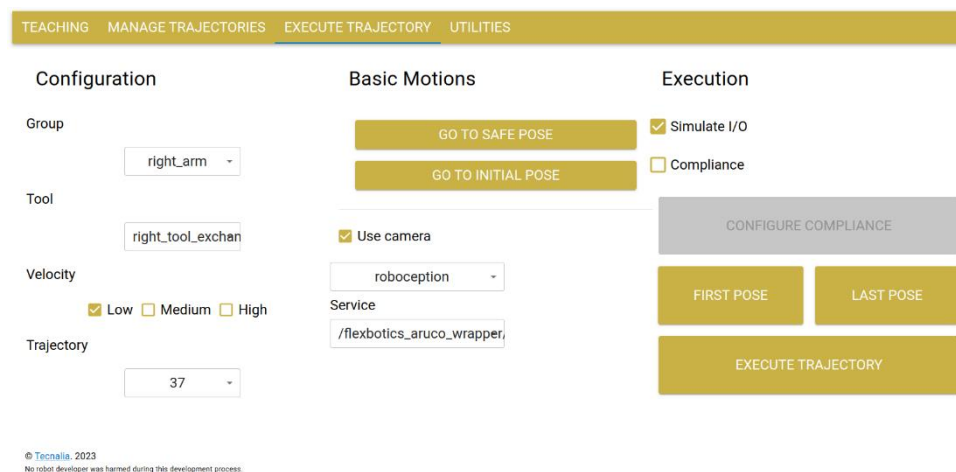 TEACHING MANAGE TRAJECTORIES EXECUTE TRAJECTORY UTILITIES
Configuration
Group
right_arm
Tool
right_tool_exchan
Velocity
Low Medium High
Trajectory
37
Basic Motions
GO TO SAFE POSE
GO TO INITIAL POSE
Use camera
roboception
Service
/flexbotics_aruco_wrapper/
Execution
Simulate I/O
Compliance
CONFIGURE COMPLIANCE
FIRST POSE LAST POSE
EXECUTE TRAJECTORY
© Tecnalia. 2023
No robot developer was harmed during this development process.